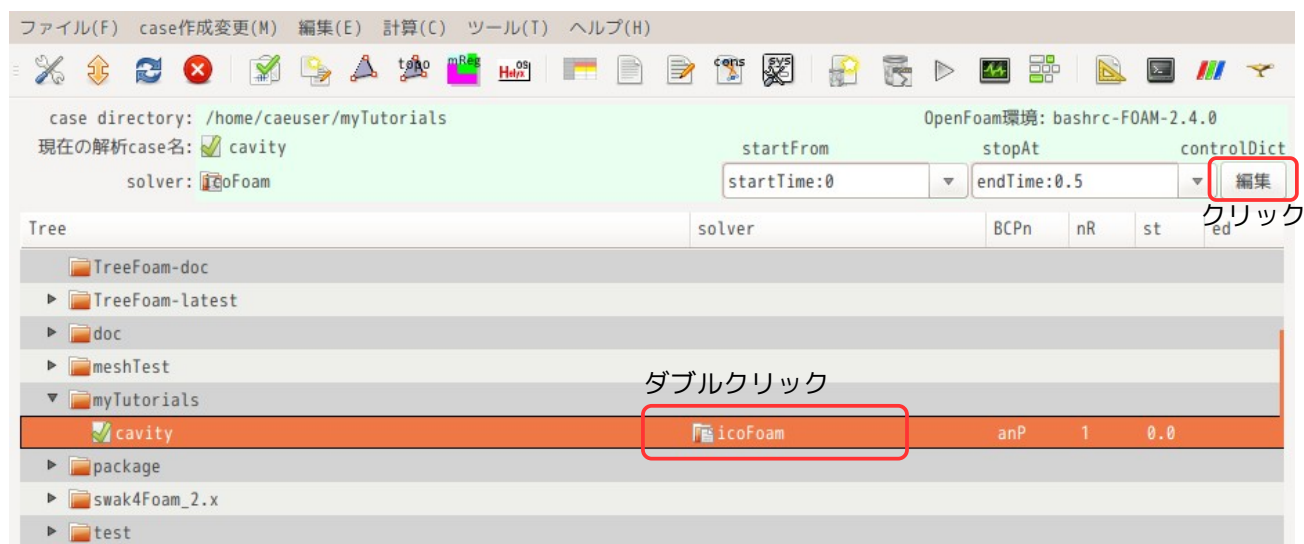 ファイル(F) case作成変更(M) 編集(E) 計算(C) ツール(T) ヘルプ(H)
topo mReg Helyx OS cons sys
case directory: /home/caeuser/myTutorials OpenFoam環境: bashrc-FOAM-2.4.0
現在の解析case名: cavity startFrom stopAt controlDict
solver: icoFoam startTime:0 endTime:0.5 編集
クリック
Tree solver BCPn nR st ed
TreeFoam-doc
TreeFoam-latest
doc
meshTest
ダブルクリック
myTutorials
cavity icoFoam anP 1 0.0
package
swak4Foam_2.x
test